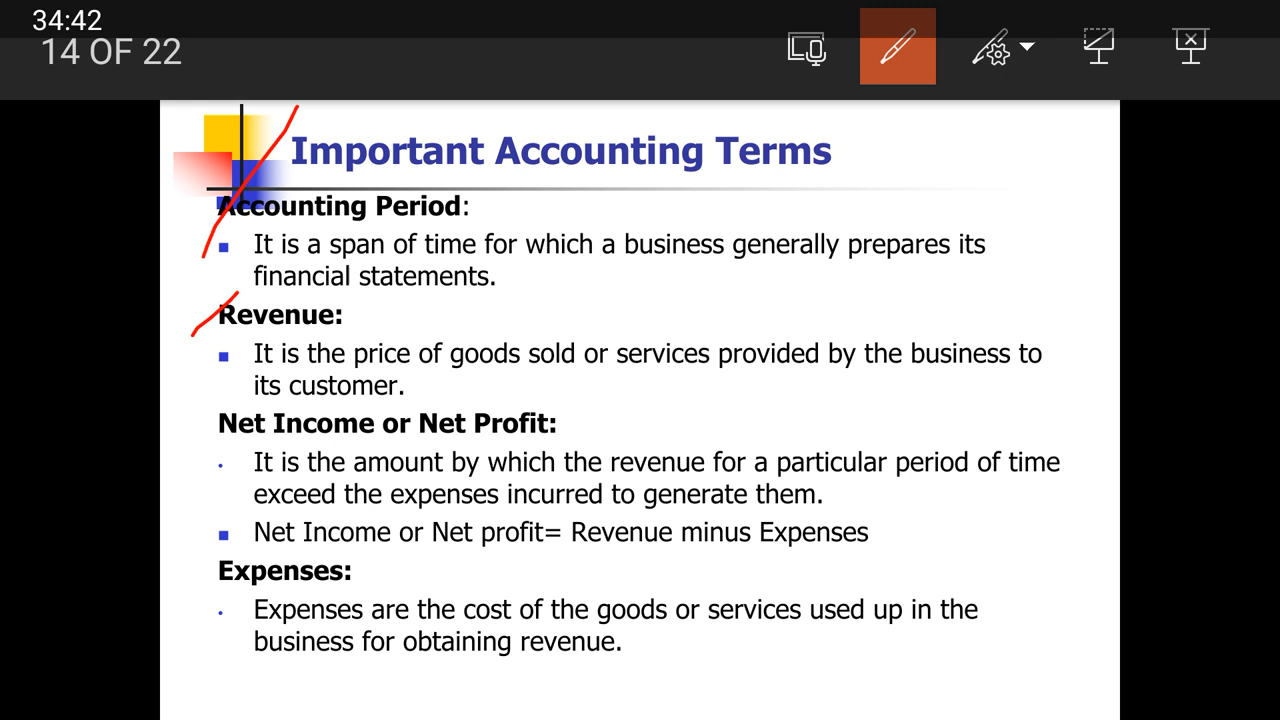 34:42
14 OF 22
Important Accounting Terms
Accounting Period:
It is a span of time for which a business generally prepares its
financial statements.
Revenue:
It is the price of goods sold or services provided by the business to
its customer.
Net Income or Net Profit:
It is the amount by which the revenue for a particular period of time
exceed the expenses incurred to generate them.
Net Income or Net profit= Revenue minus Expenses
Expenses:
Expenses are the cost of the goods or services used up in the
business for obtaining revenue.